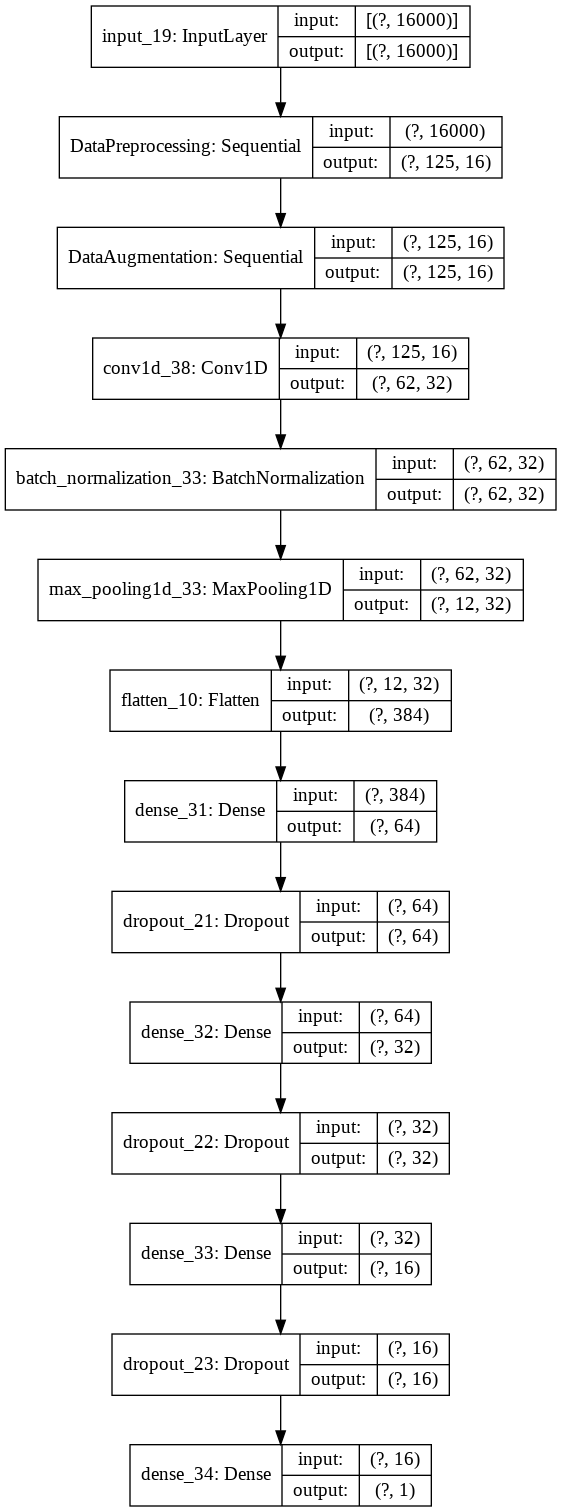 input_19: InputLayer input: [(?, 16000)]
output: [(?, 16000)]
DataPreprocessing: Sequential input: (?, 16000)
output: (?, 125, 16)
DataAugmentation: Sequential input: (?, 125, 16)
output: (?, 125, 16)
conv1d_38: Conv1D input: (?, 125, 16)
output: (?, 62, 32)
batch_normalization_33: BatchNormalization input: (?, 62, 32)
output: (?, 62, 32)
max_pooling1d_33: MaxPooling1D input: (?, 62, 32)
output: (?, 12, 32)
flatten_10: Flatten input: (?, 12, 32)
output: (?, 384)
dense_31: Dense input: (?, 384)
output: (?, 64)
dropout_21: Dropout input: (?, 64)
output: (?, 64)
dense_32: Dense input: (?, 64)
output: (?, 32)
dropout_22: Dropout input: (?, 32)
output: (?, 32)
dense_33: Dense input: (?, 32)
output: (?, 16)
dropout_23: Dropout input: (?, 16)
output: (?, 16)
dense_34: Dense input: (?, 16)
output: (?, 1)